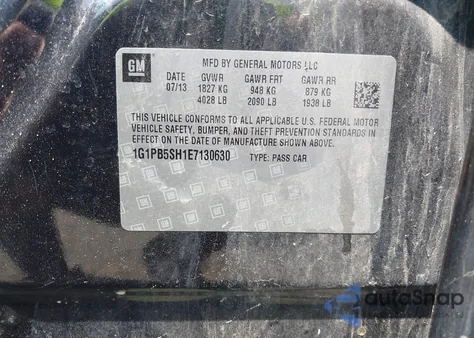 GM
MFD BY GENERAL MOTORS LLC
DATE GVWR GAWR FRT GAWR RR
07/13 1827 KG 948 KG 879 KG
4028 LB 2090 LB 1938 LB
THIS VEHICLE CONFORMS TO ALL APPLICABLE U.S. FEDERAL MOTOR
VEHICLE SAFETY, BUMPER, AND THEFT PREVENTION STANDARDS IN
EFFECT ON THE DATE OF MANUFACTURE SHOWN ABOVE.
1G1PB5SH1E7130630 TYPE: PASS CAR
autoSnap